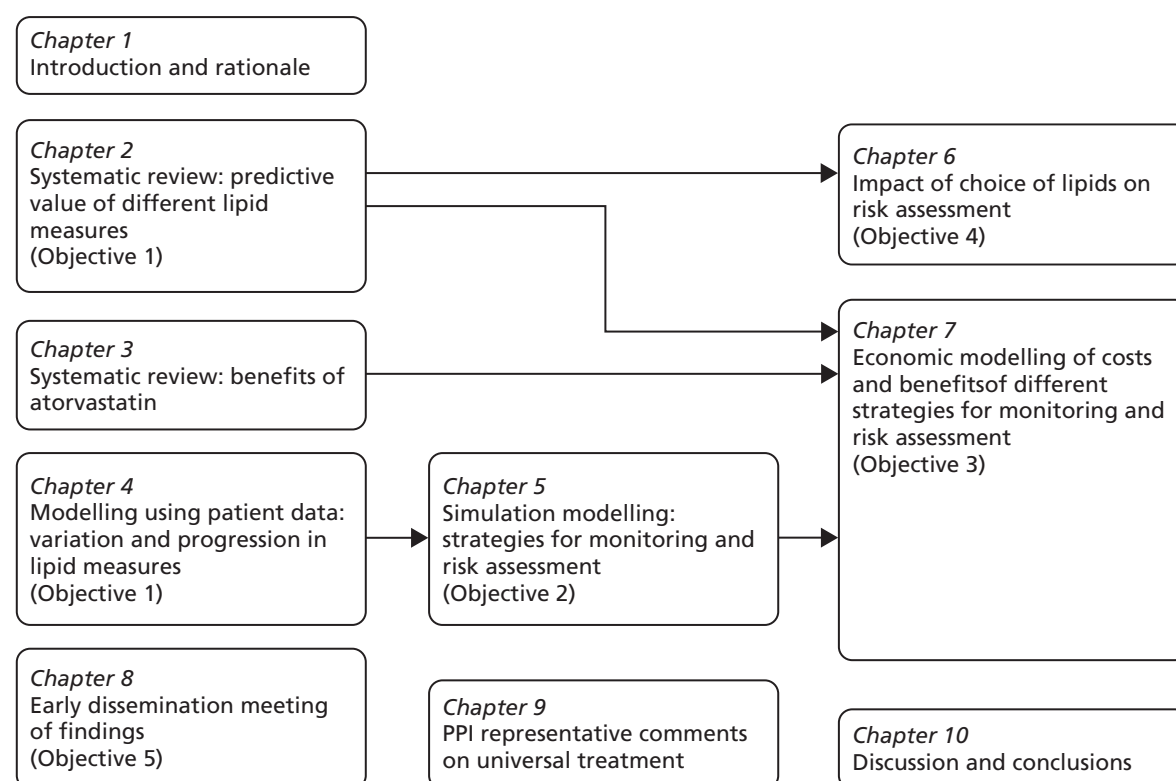 Chapter 1
Introduction and rationale
Chapter 2
Systematic review: predictive
value of different lipid
measures
(Objective 1)
Chapter 3
Systematic review: benefits of
atorvastatin
Chapter 4
Modelling using patient data:
variation and progression in
lipid measures
(Objective 1)
Chapter 5
Simulation modelling:
strategies for monitoring and
risk assessment
(Objective 2)
Chapter 6
Impact of choice of lipids on
risk assessment
(Objective 4)
Chapter 7
Economic modelling of costs
and benefitsof different
strategies for monitoring and
risk assessment
(Objective 3)
Chapter 8
Early dissemination meeting
of findings
(Objective 5)
Chapter 9
PPI representative comments
on universal treatment
Chapter 10
Discussion and conclusions